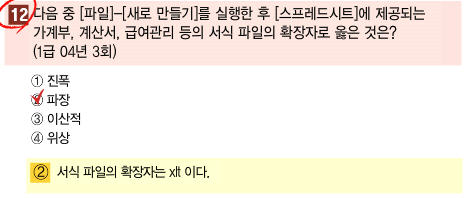 12 다음 중 [파일]-[새로 만들기]를 실행한 후 [스프레드시트]에 제공되는
가계부, 계산서, 급여관리 등의 서식 파일의 확장자로 옳은 것은?
(1급 04년 3회)
① 진폭
② 파장
③ 이산적
④ 위상
② 서식 파일의 확장자는 xlt 이다.